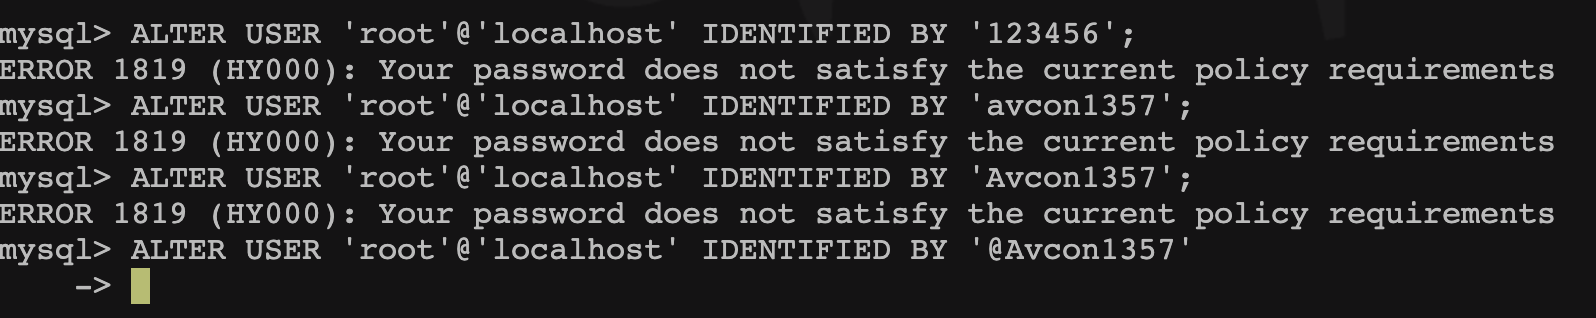 mysql> ALTER USER 'root'@'localhost' IDENTIFIED BY '123456';
ERROR 1819 (HY000): Your password does not satisfy the current policy requirements
mysql> ALTER USER 'root'@'localhost' IDENTIFIED BY 'avcon1357';
ERROR 1819 (HY000): Your password does not satisfy the current policy requirements
mysql> ALTER USER 'root'@'localhost' IDENTIFIED BY 'Avcon1357';
ERROR 1819 (HY000): Your password does not satisfy the current policy requirements
mysql> ALTER USER 'root'@'localhost' IDENTIFIED BY '@Avcon1357'
    ->